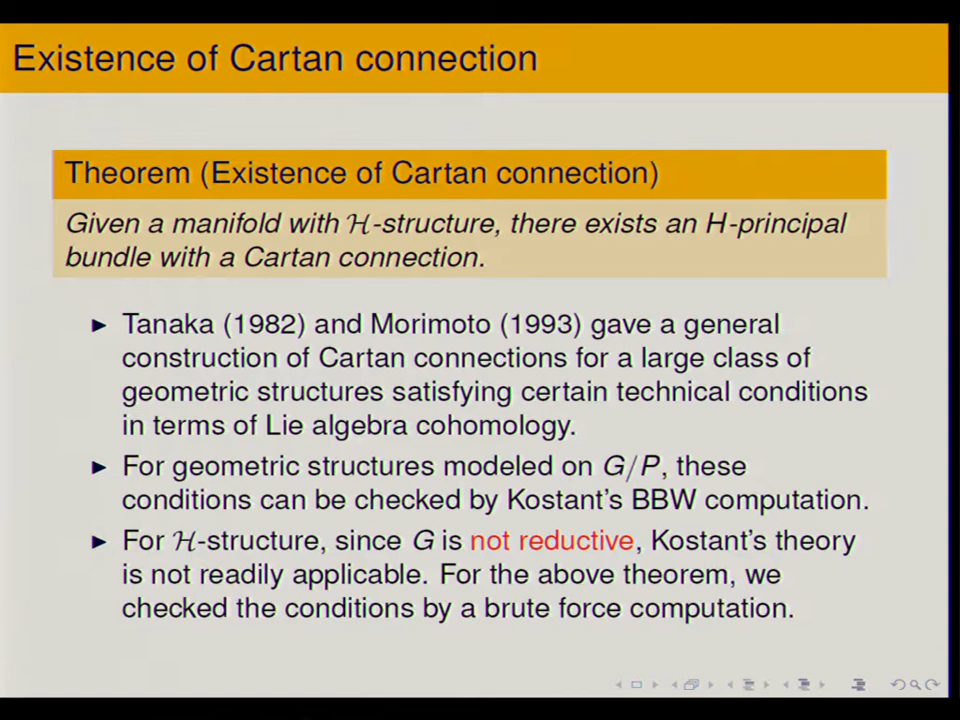 Existence of Cartan connection
Theorem (Existence of Cartan connection)
Given a manifold with ℋ-structure, there exists an H-principal
bundle with a Cartan connection.
▶ Tanaka (1982) and Morimoto (1993) gave a general
construction of Cartan connections for a large class of
geometric structures satisfying certain technical conditions
in terms of Lie algebra cohomology.
▶ For geometric structures modeled on G/P, these
conditions can be checked by Kostant's BBW computation.
▶ For ℋ-structure, since G is not reductive, Kostant's theory
is not readily applicable. For the above theorem, we
checked the conditions by a brute force computation.